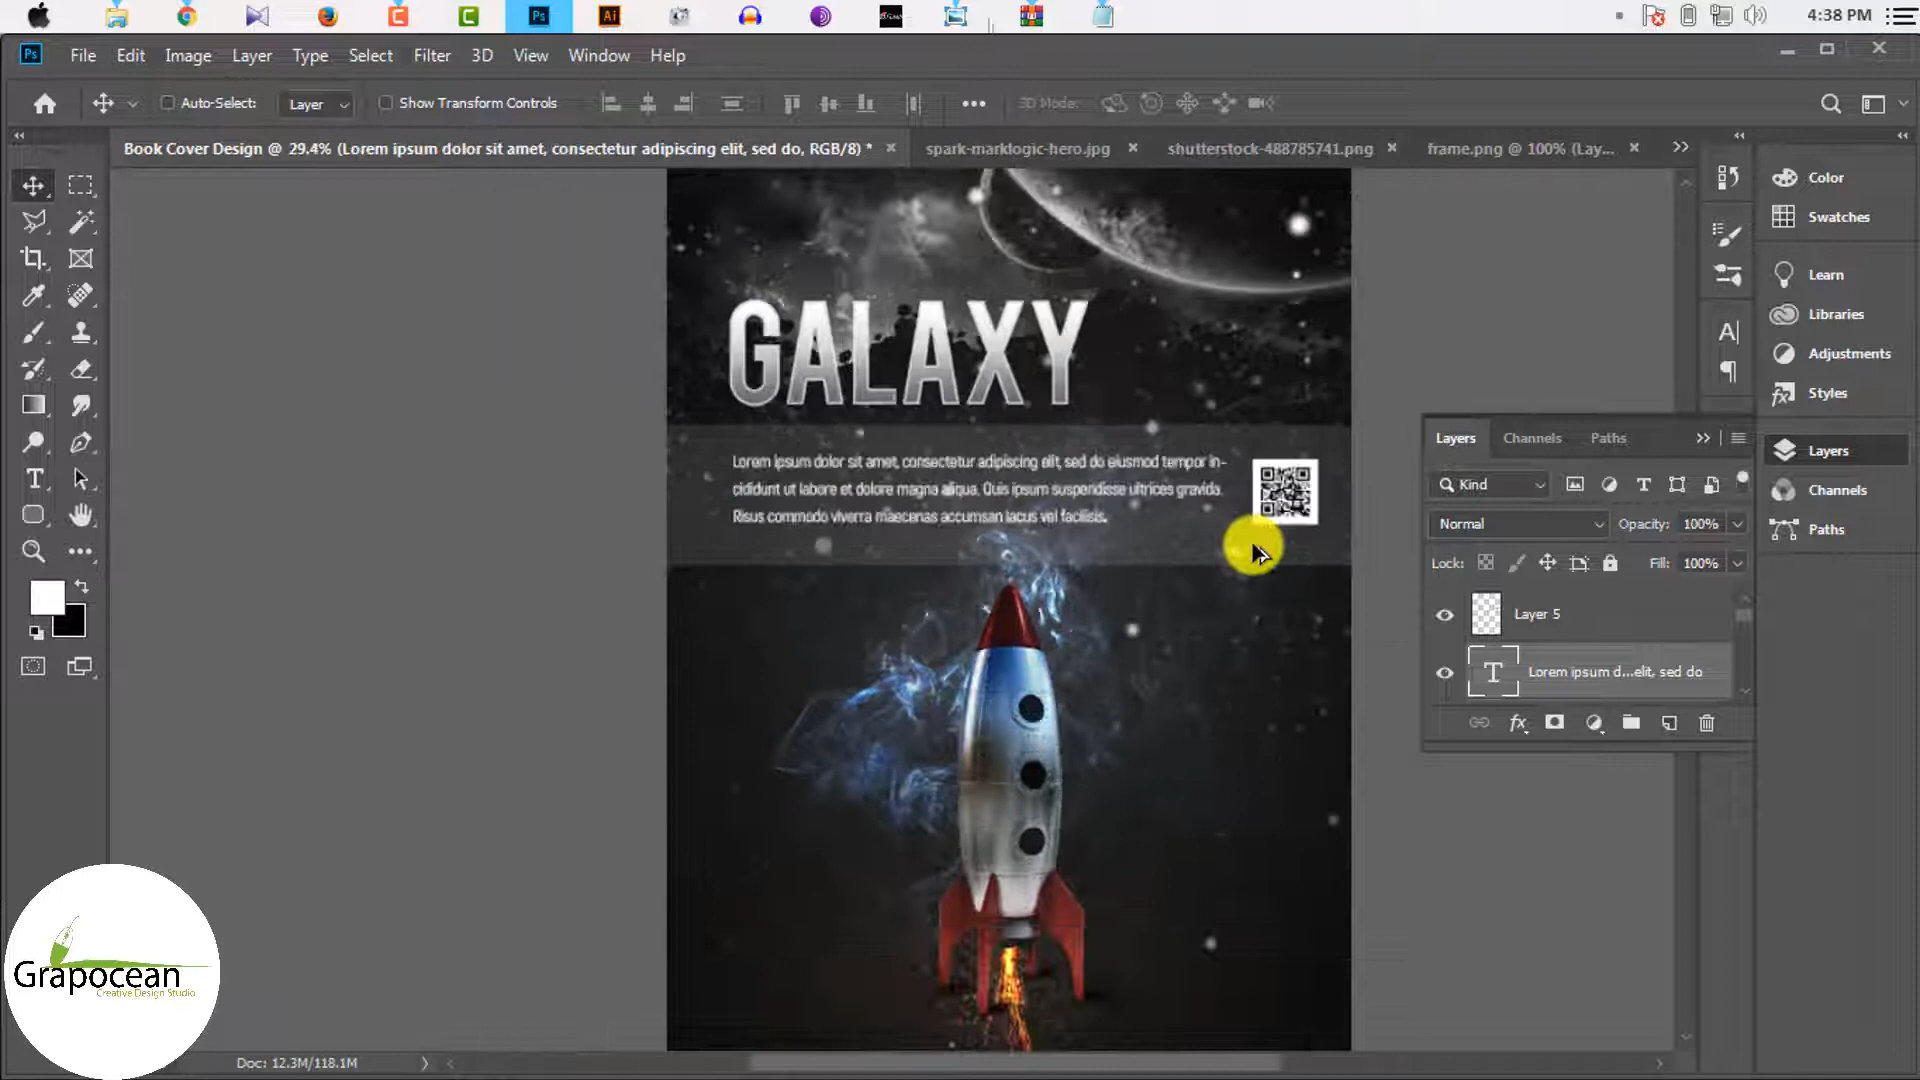 Ps
Ai
4:38 PM
Ps
File Edit Image Layer Type Select Filter 3D View Window Help
Auto-Select: Layer Show Transform Controls 3D Mode:
Book Cover Design @ 29.4% (Lorem ipsum dolor sit amet, consectetur adipiscing elit, sed do, RGB/8) *
spark-marklogic-hero.jpg
shutterstock-488785741.png
frame.png @ 100% (Lay...
Color
Swatches
Learn
Libraries
Adjustments
Styles
Layers
Channels
Paths
GALAXY
Lorem ipsum dolor sit amet, consectetur adipiscing elit, sed do eiusmod tempor in-
cididunt ut labore et dolore magna aliqua. Quis ipsum suspendisse ultrices gravida.
Risus commodo viverra maecenas accumsan lacus vel facilisis.
Layers Channels Paths
Kind
Normal Opacity: 100%
Lock: Fill: 100%
Layer 5
Lorem ipsum d...elit, sed do
Grapocean
Creative Design Studio
Doc: 12.3M/118.1M